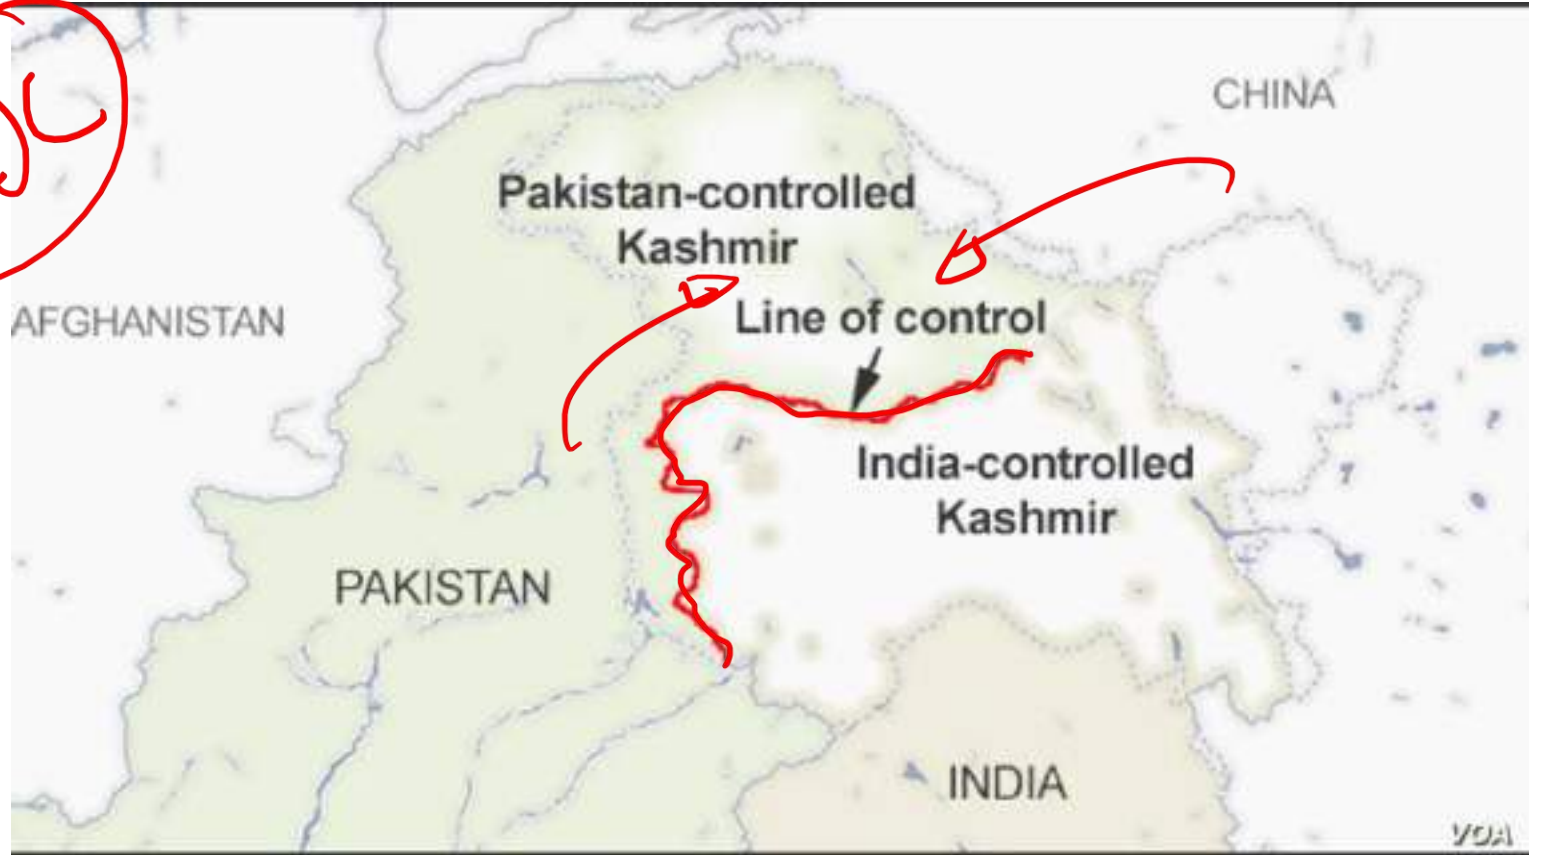 CHINA
Pakistan-controlled
Kashmir
AFGHANISTAN
Line of control
India-controlled
Kashmir
PAKISTAN
INDIA
VOA